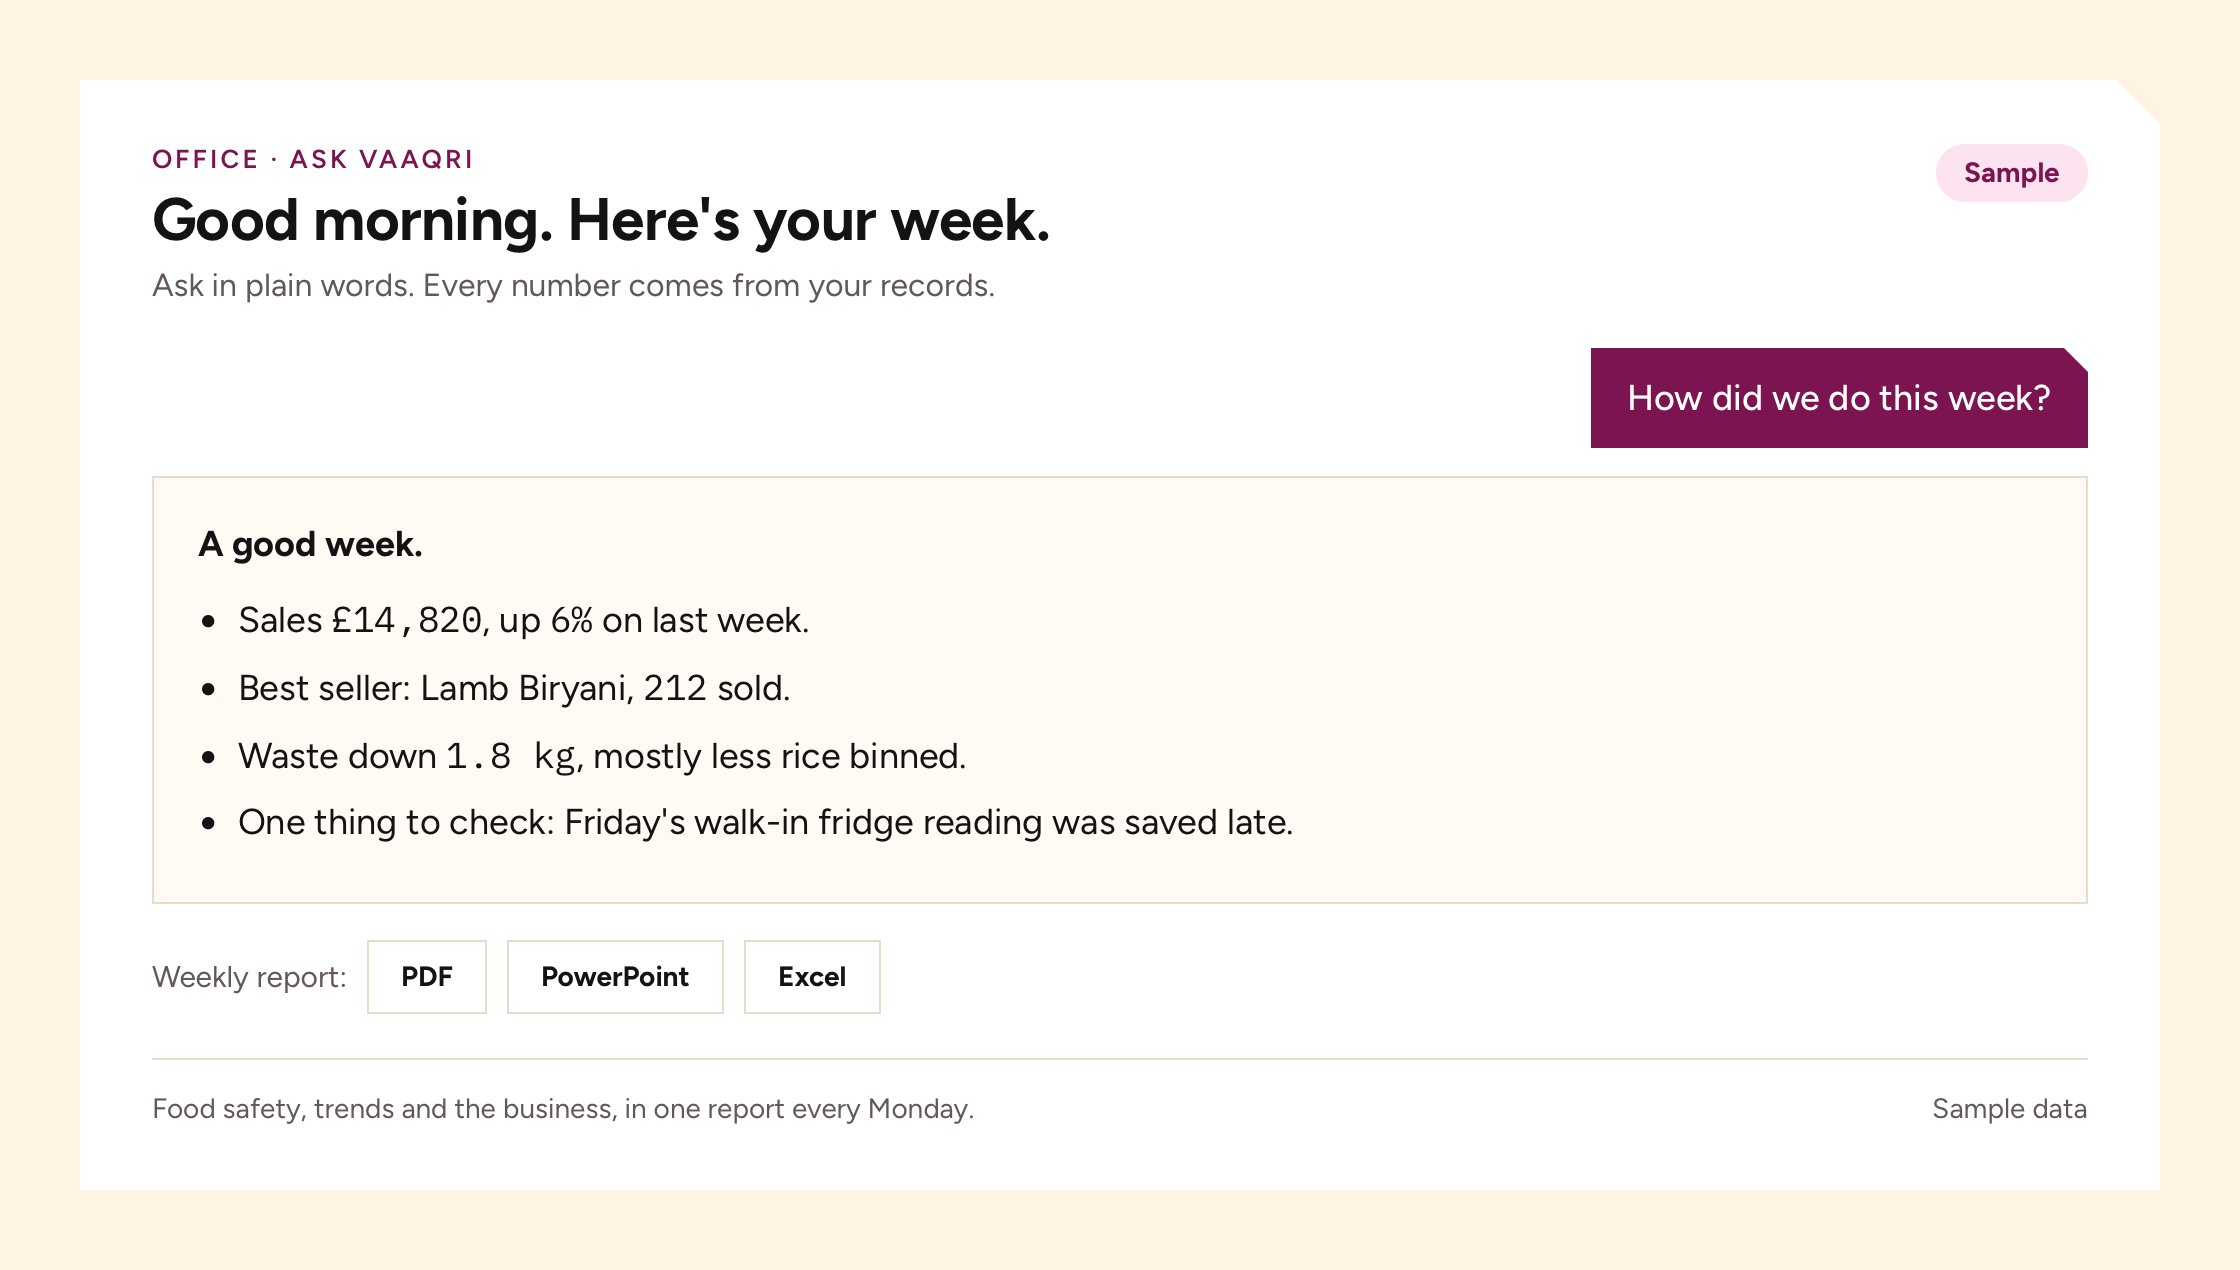 OFFICE · ASK VAAQRI
Sample
Good morning. Here's your week.
Ask in plain words. Every number comes from your records.
How did we do this week?
A good week.
• Sales £14,820, up 6% on last week.
• Best seller: Lamb Biryani, 212 sold.
• Waste down 1.8 kg, mostly less rice binned.
• One thing to check: Friday's walk-in fridge reading was saved late.
Weekly report: PDF PowerPoint Excel
Food safety, trends and the business, in one report every Monday. Sample data